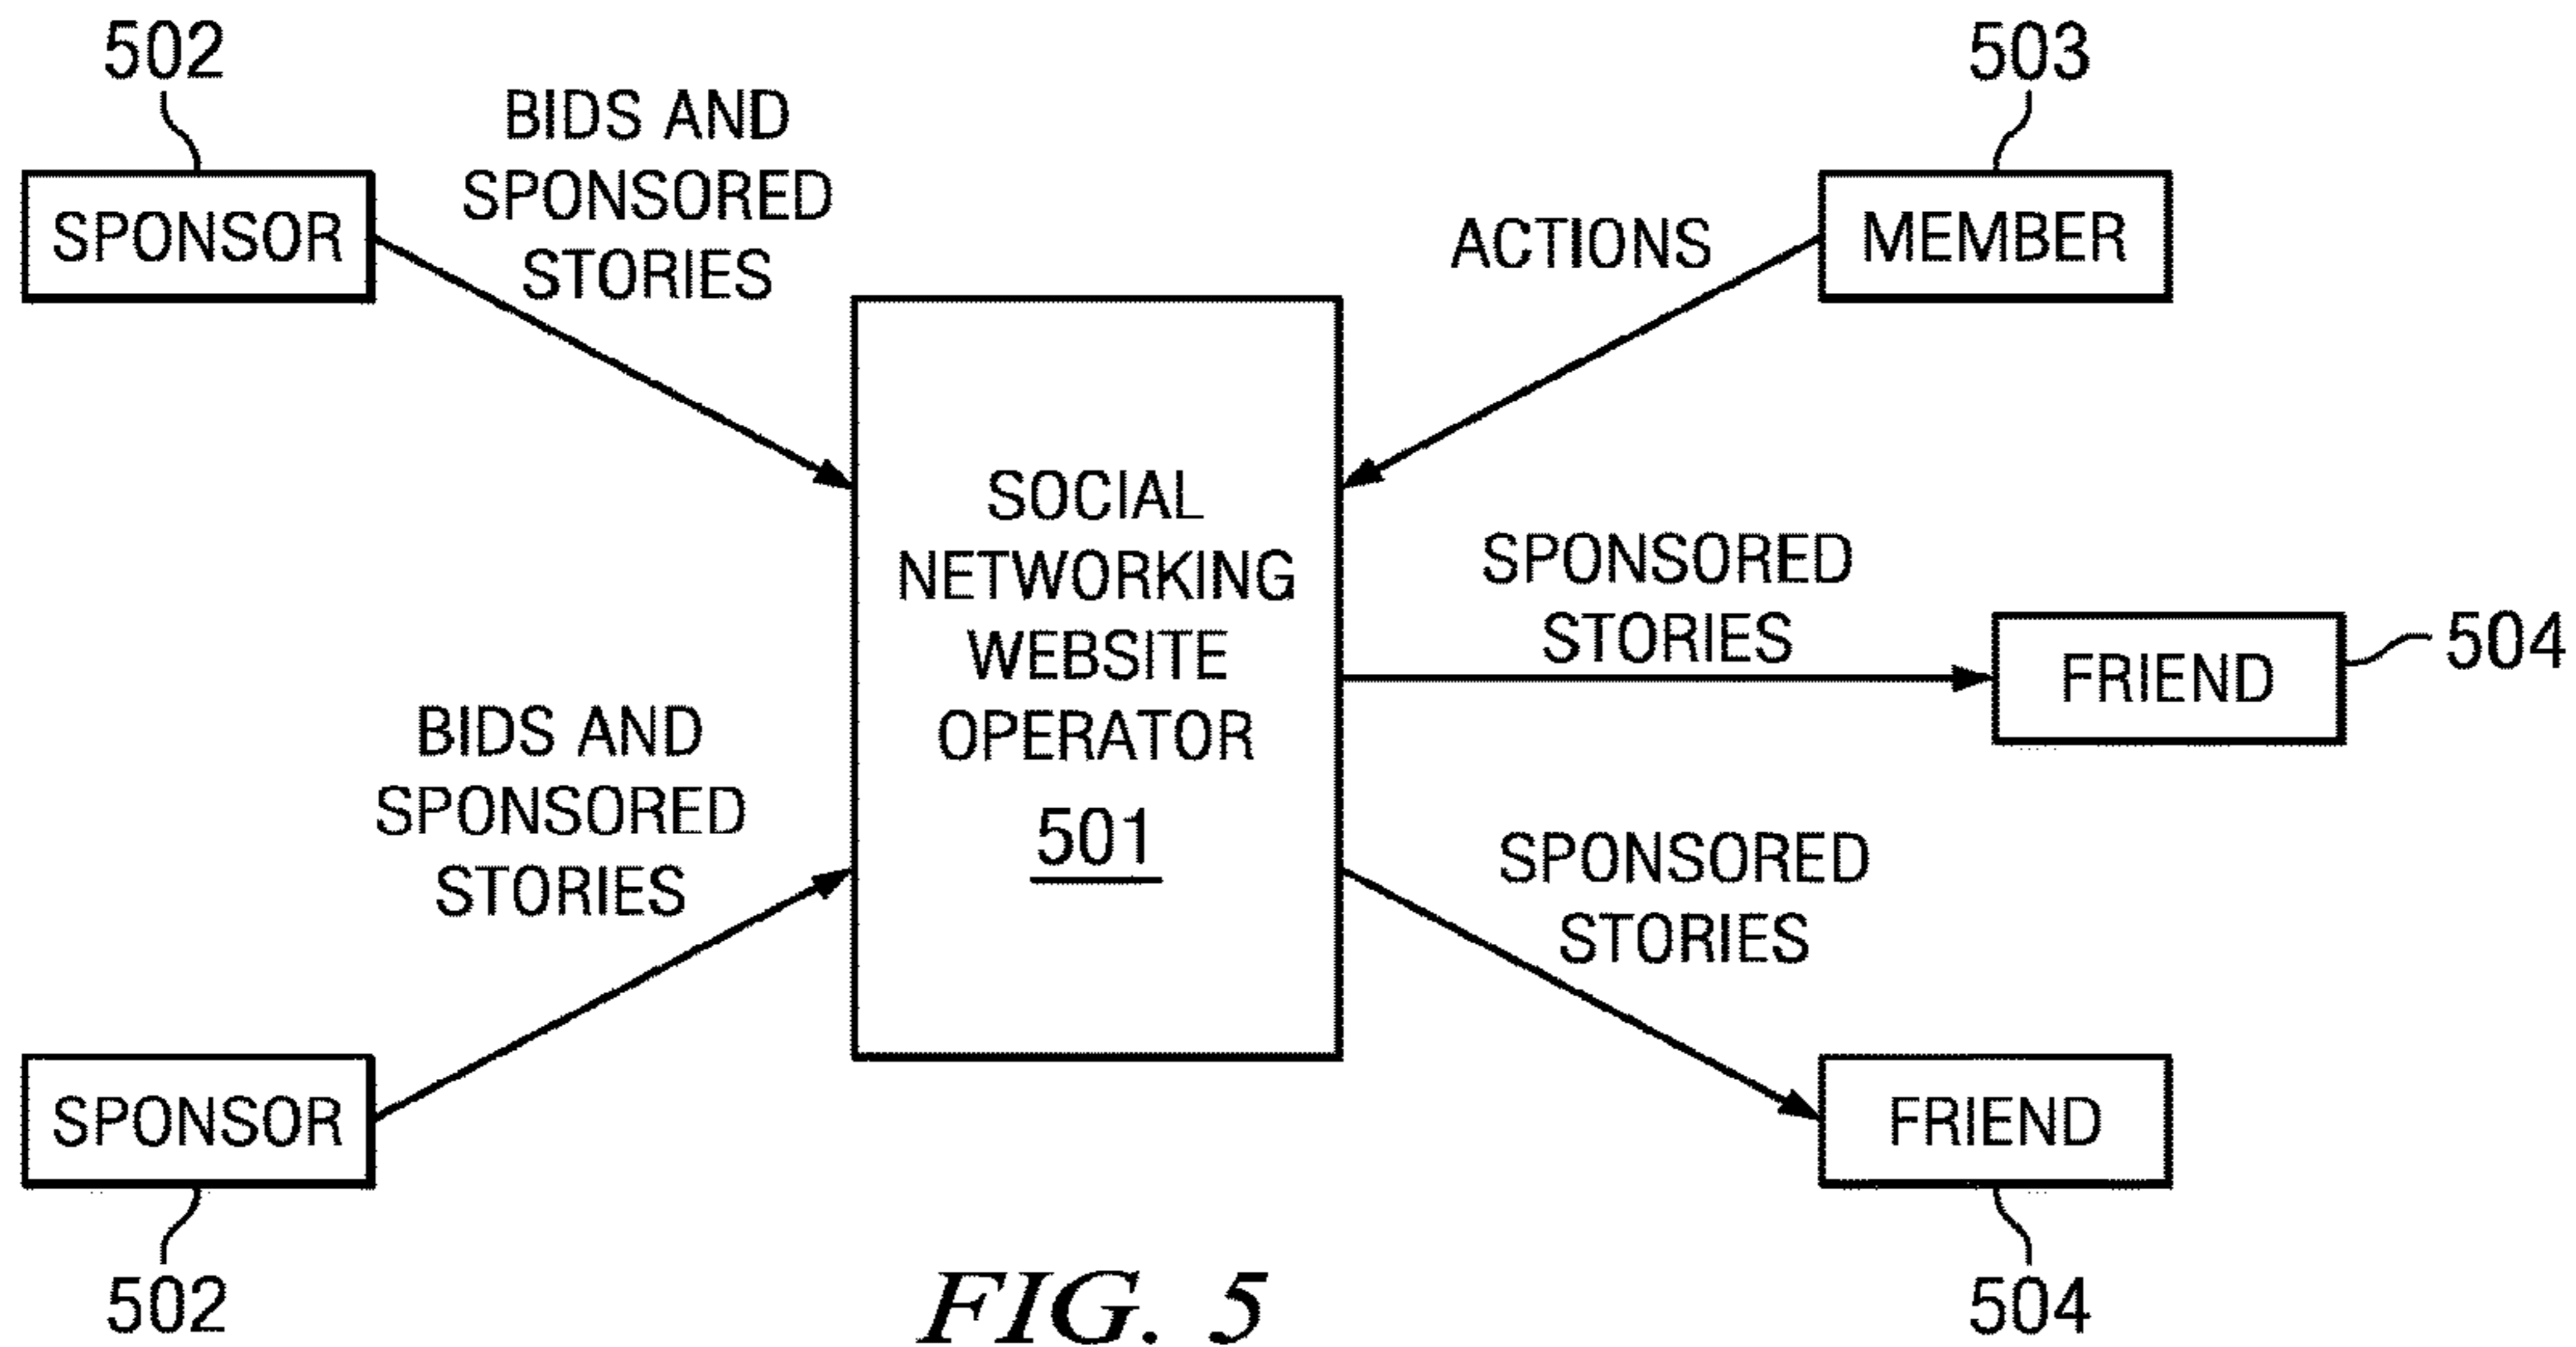 502
BIDS AND
SPONSORED
STORIES
SPONSOR
503
MEMBER
ACTIONS
SOCIAL
NETWORKING
WEBSITE
OPERATOR
501
SPONSORED
STORIES
FRIEND
504
BIDS AND
SPONSORED
STORIES
SPONSORED
STORIES
SPONSOR
502
FRIEND
504
FIG. 5